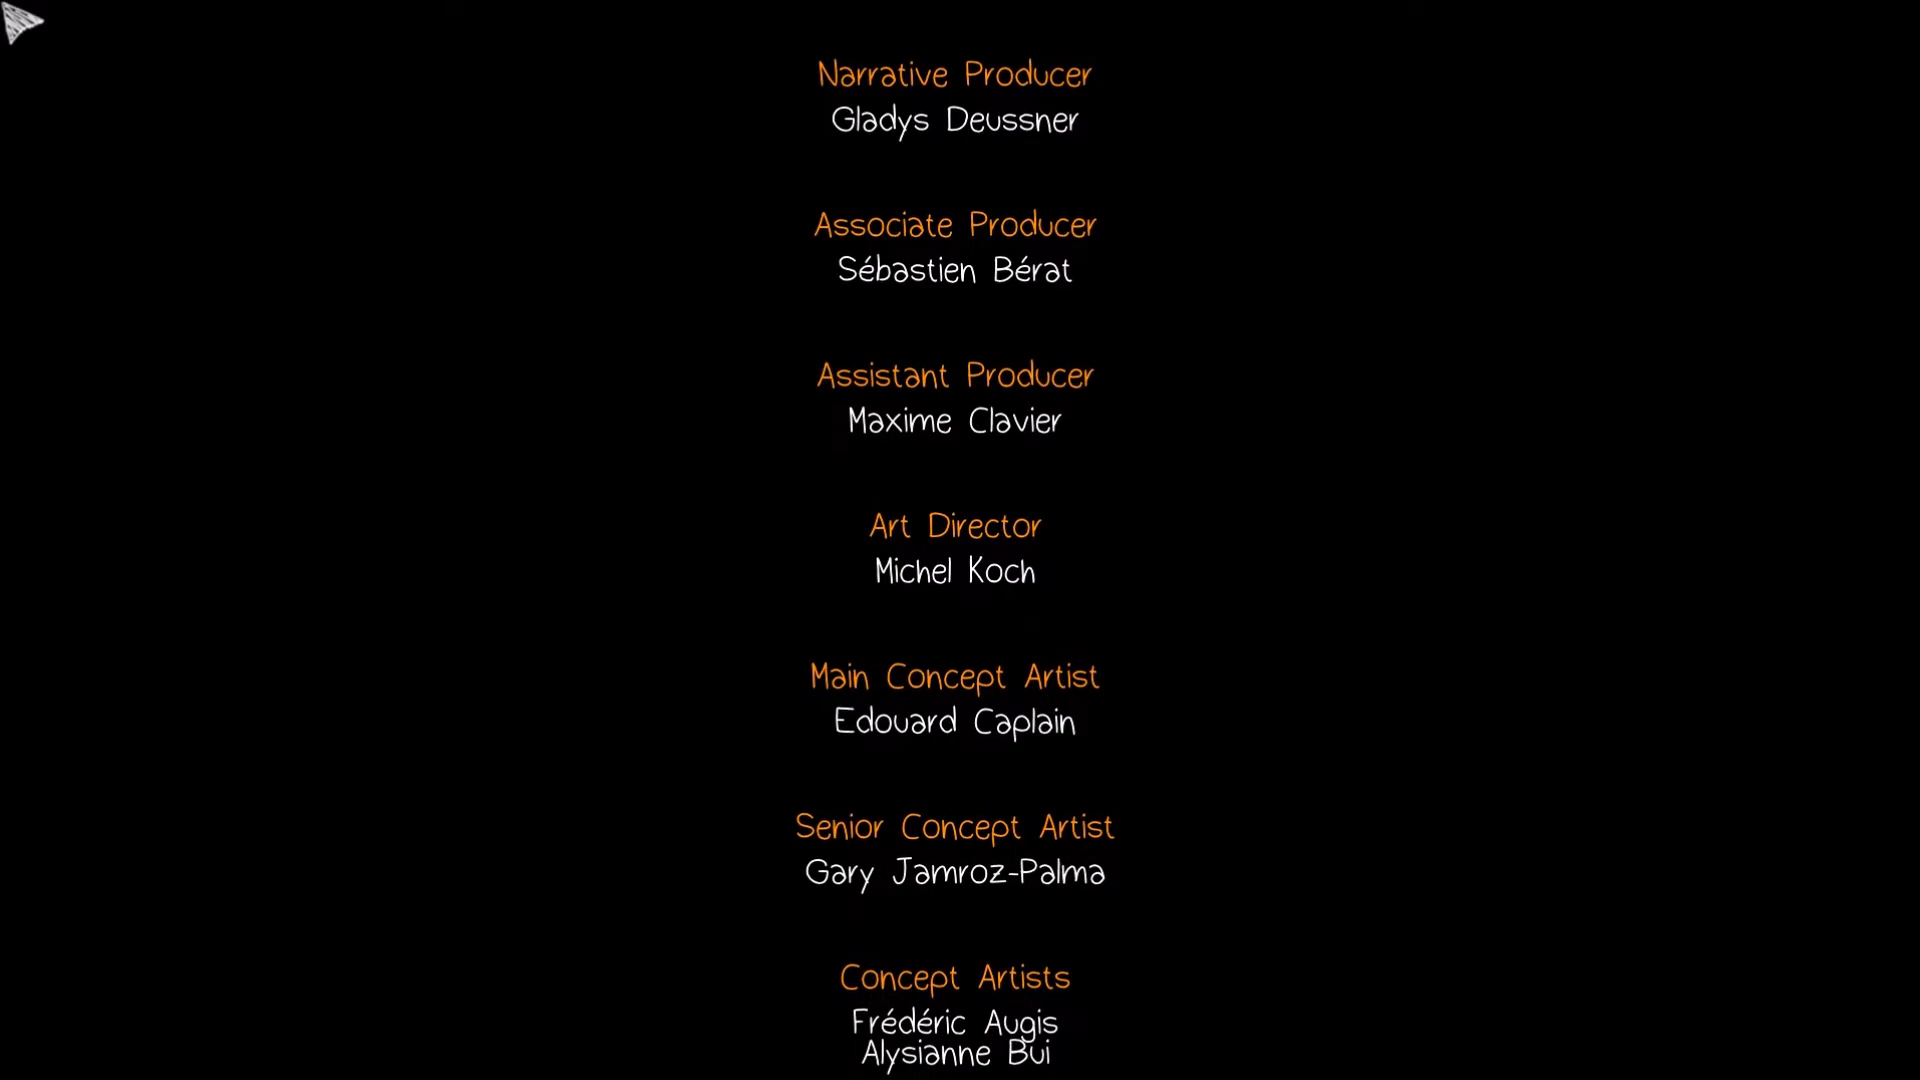 Narrative Producer
Gladys Deussner
Associate Producer
Sébastien Bérat
Assistant Producer
Maxime Clavier
Art Director
Michel Koch
Main Concept Artist
Edouard Caplain
Senior Concept Artist
Gary Jamroz-Palma
Concept Artists
Frédéric Augis
Alysianne Bui